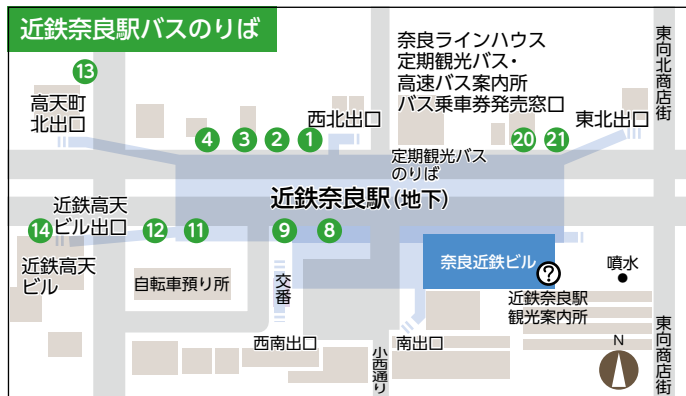 近鉄奈良駅バスのりば
13
高天町
北出口
奈良ラインハウス
定期観光バス・
高速バス案内所
バス乗車券発売窓口
東向北商店街
4
3
2
1
西北出口
20
21
東北出口
定期観光バス
のりば
近鉄奈良駅(地下)
近鉄高天
ビル出口
14
12
11
9
8
近鉄高天
ビル
自転車預り所
交番
奈良近鉄ビル
?
噴水
近鉄奈良駅
観光案内所
西南出口
小西通り
南出口
東向商店街
N